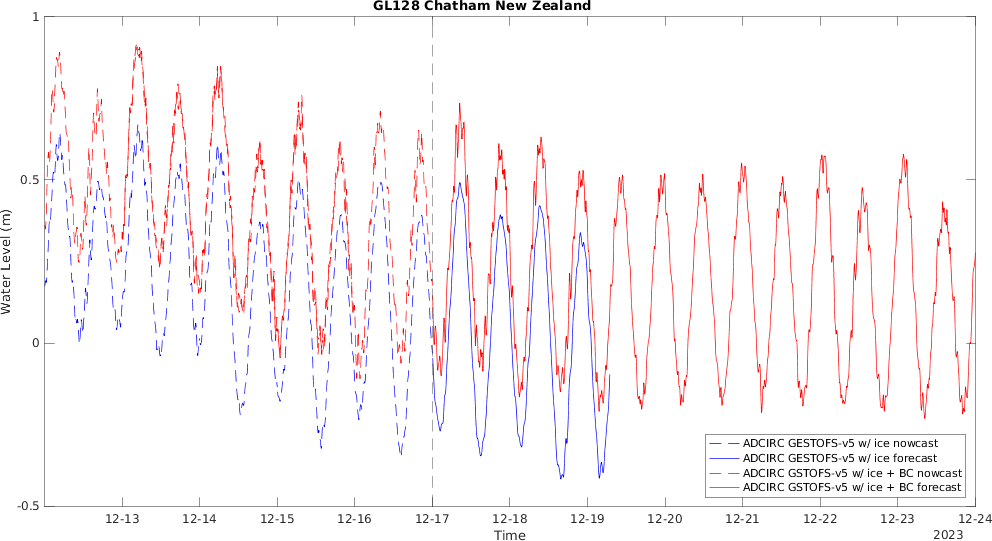 GL128 Chatham New Zealand
1
0.5
0
-0.5
Water Level (m)
12-13 12-14 12-15 12-16 12-17 12-18 12-19 12-20 12-21 12-22 12-23 12-24
2023
Time
ADCIRC GESTOFS-v5 w/ ice nowcast
ADCIRC GESTOFS-v5 w/ ice forecast
ADCIRC GSTOFS-v5 w/ ice + BC nowcast
ADCIRC GSTOFS-v5 w/ ice + BC forecast